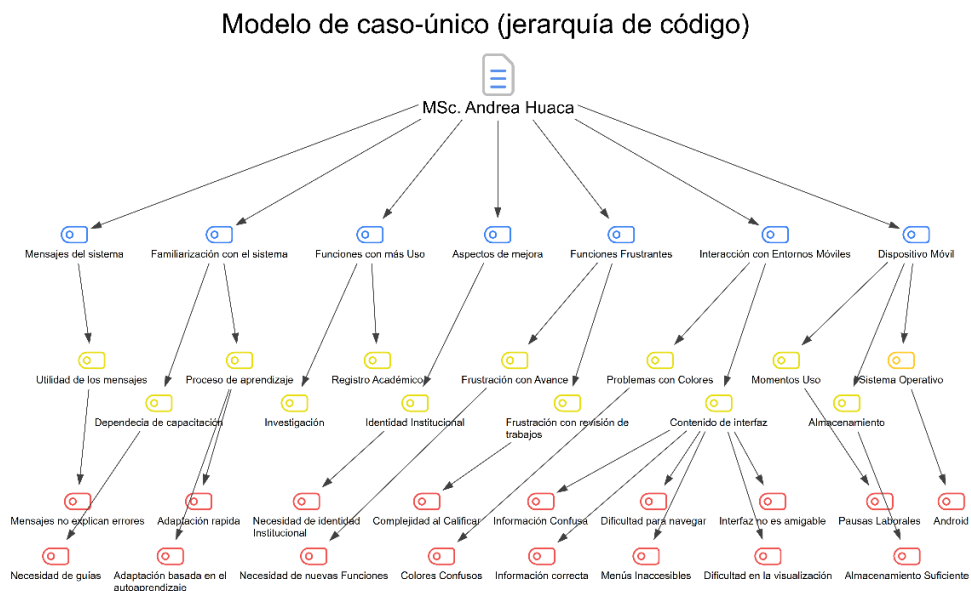 Modelo de caso-único (jerarquía de código)
MSc. Andrea Huaca
Mensajes del sistema
Familiarización con el sistema
Funciones con más Uso
Aspectos de mejora
Funciones Frustrantes
Interacción con Entornos Móviles
Dispositivo Móvil
Utilidad de los mensajes
Proceso de aprendizaje
Registro Académico
Frustración con Avance
Problemas con Colores
Momentos Uso
Sistema Operativo
Dependecia de capacitación
Investigación
Identidad Institucional
Frustración con revisión de
trabajos
Contenido de interfaz
Almacenamiento
Mensajes no explican errores
Adaptación rapida
Necesidad de identidad
Institucional
Complejidad al Calificar
Información Confusa
Dificultad para navegar
Interfaz no es amigable
Pausas Laborales
Android
Necesidad de guías
Adaptación basada en el
autoaprendizajo
Necesidad de nuevas Funciones
Colores Confusos
Información correcta
Menús Inaccesibles
Dificultad en la visualización
Almacenamiento Suficiente